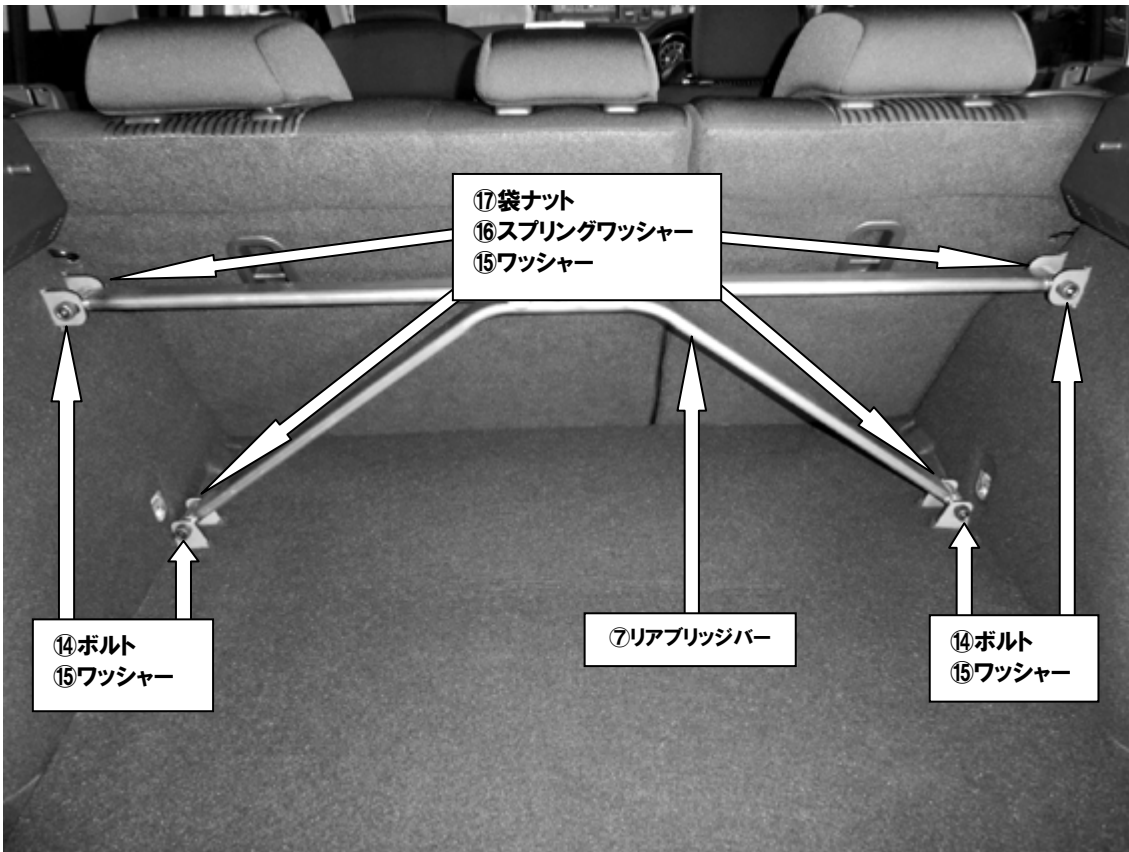 ⑰袋ナット
⑯スプリングワッシャー
⑮ワッシャー
⑭ボルト
⑮ワッシャー
⑦リアブリッジバー
⑭ボルト
⑮ワッシャー